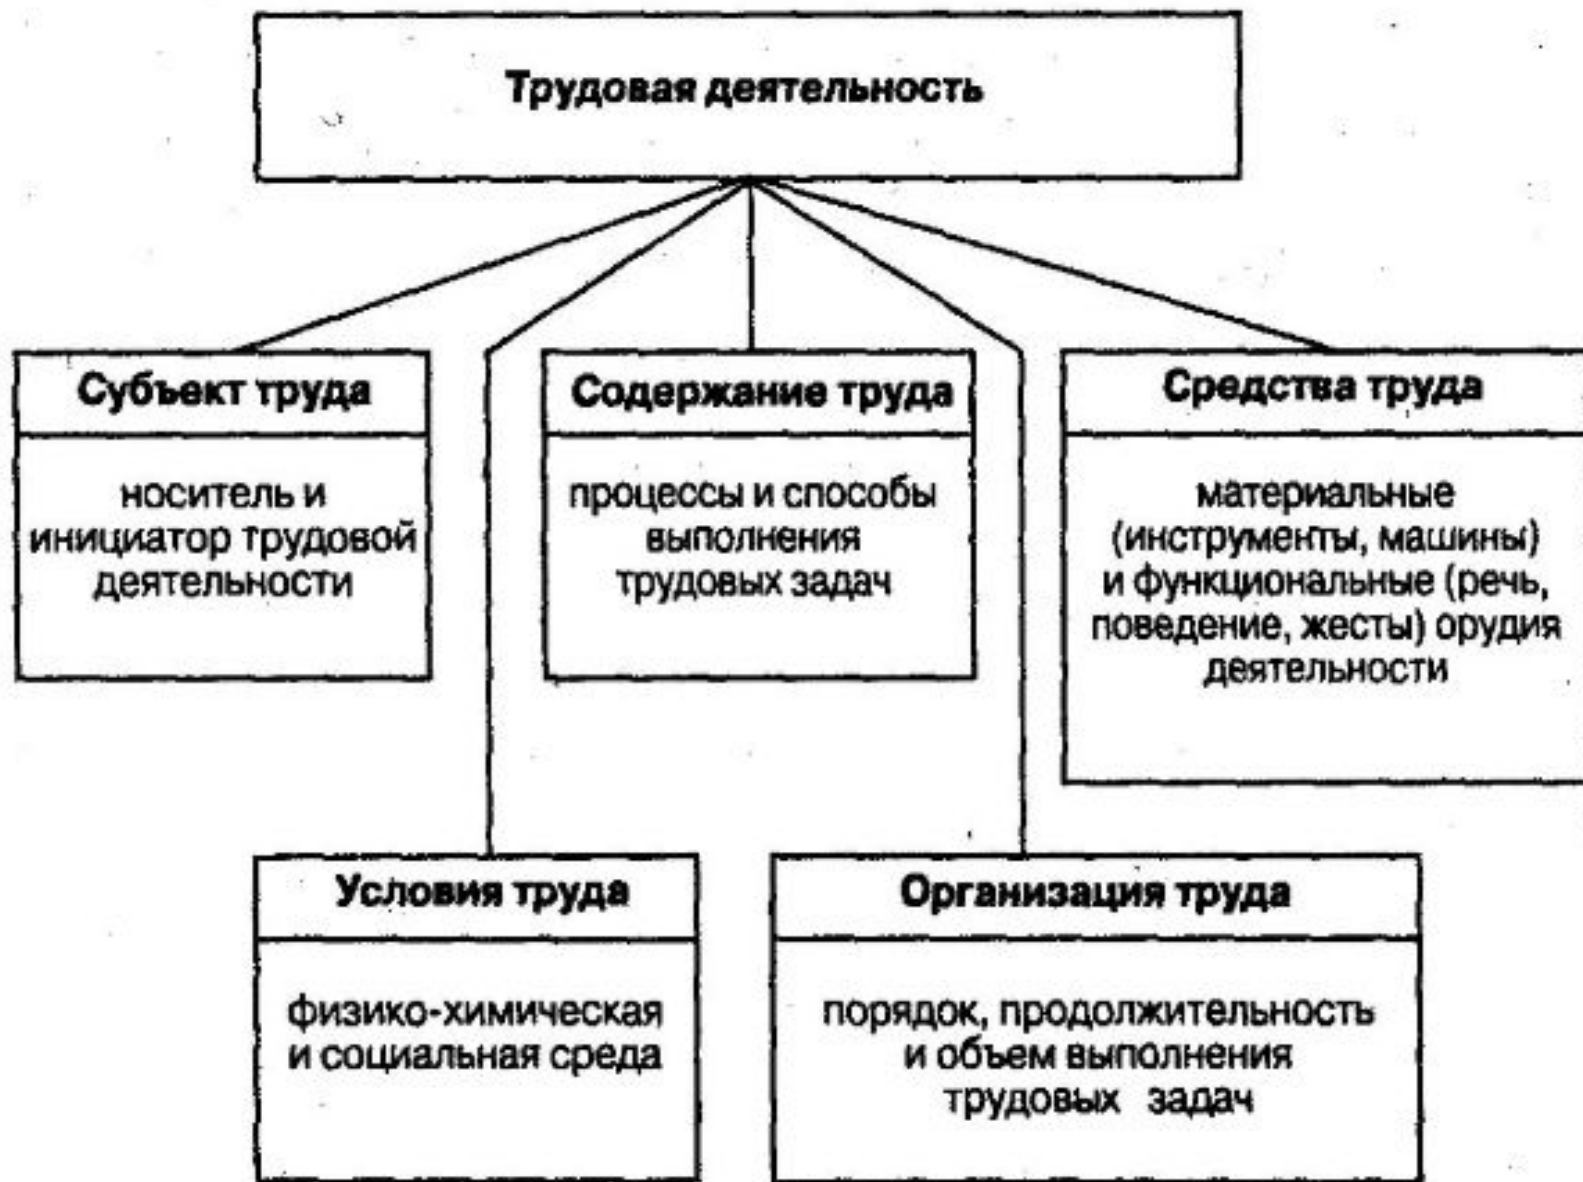 Трудовая деятельность
Субъект труда
носитель и
инициатор трудовой
деятельности
Содержание труда
процессы и способы
выполнения
трудовых задач
Средства труда
материальные
(инструменты, машины)
и функциональные (речь,
поведение, жесты) орудия
деятельности
Условия труда
физико-химическая
и социальная среда
Организация труда
порядок, продолжительность
и объем выполнения
трудовых задач